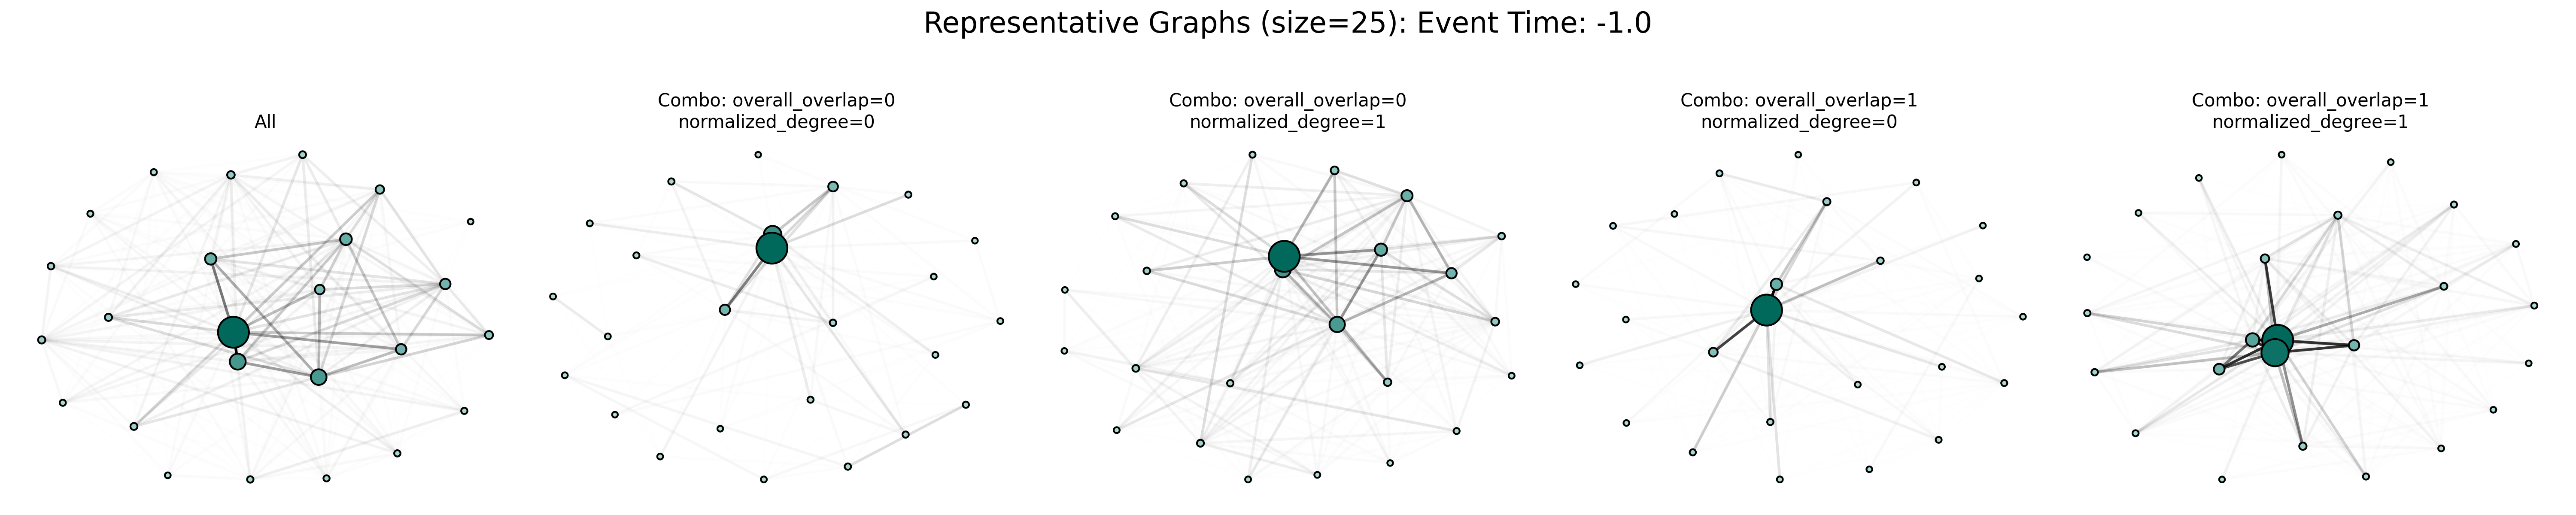 Representative Graphs (size=25): Event Time: -1.0
All
Combo: overall_overlap=0
normalized_degree=0
Combo: overall_overlap=0
normalized_degree=1
Combo: overall_overlap=1
normalized_degree=0
Combo: overall_overlap=1
normalized_degree=1